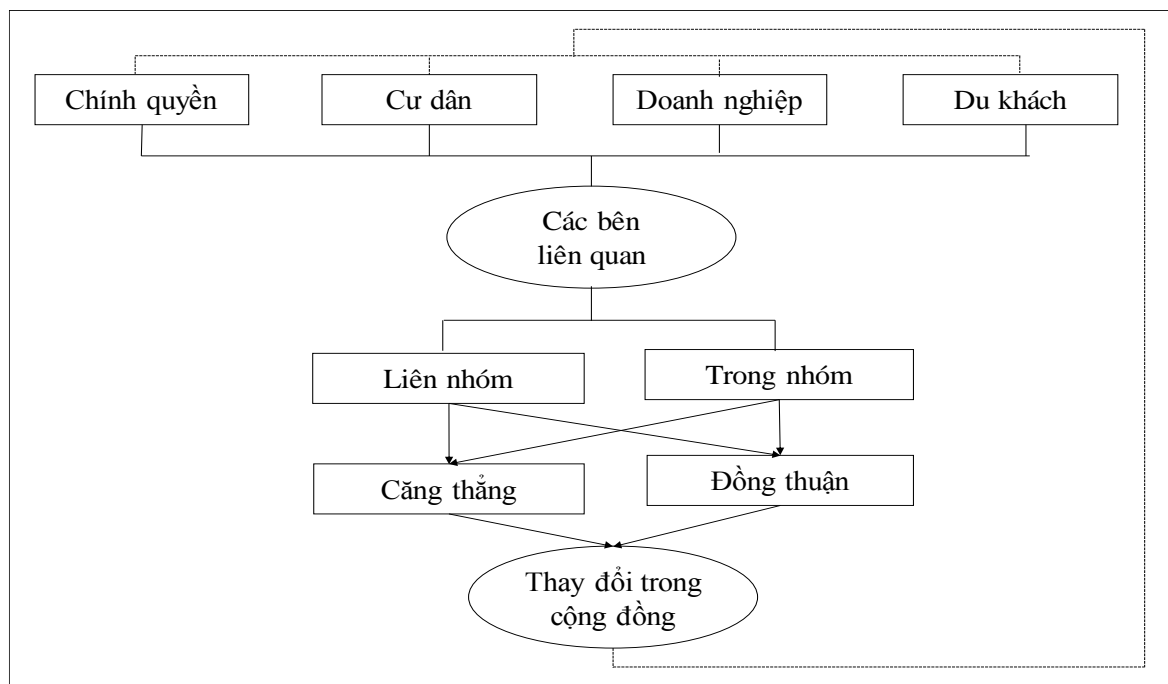 Chính quyền
Cư dân
Doanh nghiệp
Du khách
Các bên
liên quan
Liên nhóm
Trong nhóm
Căng thẳng
Đồng thuận
Thay đổi trong
cộng đồng